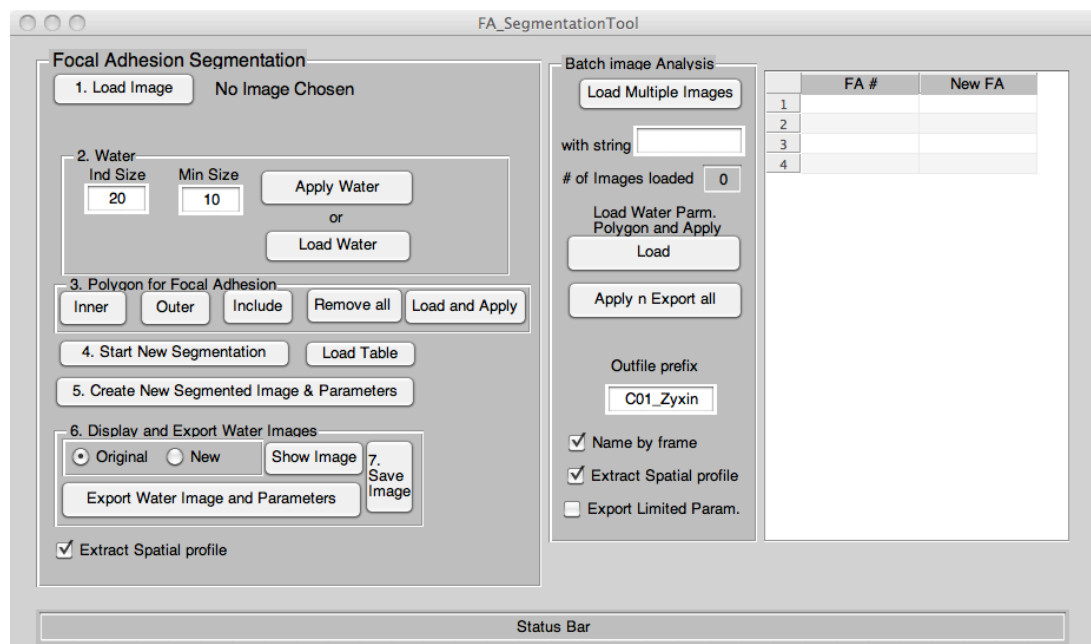 FA_SegmentationTool
Focal Adhesion Segmentation
1. Load Image
No Image Chosen
2. Water
Ind Size
Min Size
20
10
Apply Water
or
Load Water
3. Polygon for Focal Adhesion
Inner
Outer
Include
Remove all
Load and Apply
4. Start New Segmentation
Load Table
5. Create New Segmented Image & Parameters
6. Display and Export Water Images
Original
New
Show Image
7.
Save
Image
Export Water Image and Parameters
Extract Spatial profile
Batch image Analysis
Load Multiple Images
with string
# of Images loaded
0
Load Water Parm.
Polygon and Apply
Load
Apply n Export all
Outfile prefix
C01_Zyxin
Name by frame
Extract Spatial profile
Export Limited Param.
FA #
New FA
1
2
3
4
Status Bar